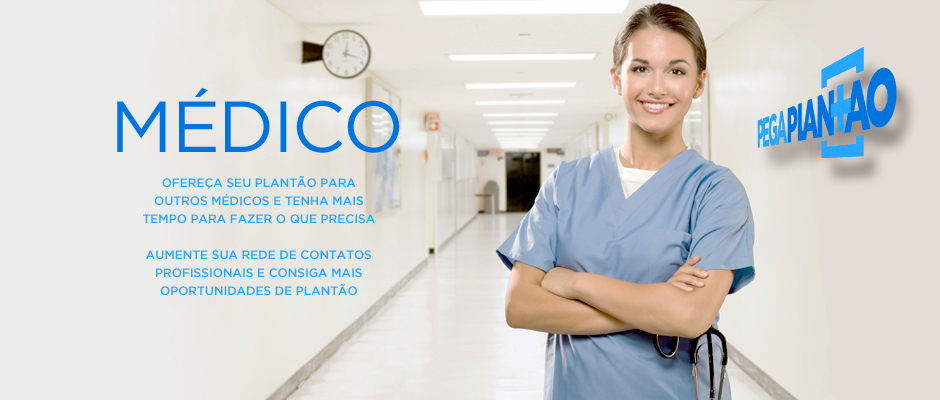 MÉDICO
OFEREÇA SEU PLANTÃO PARA
OUTROS MÉDICOS E TENHA MAIS
TEMPO PARA FAZER O QUE PRECISA
AUMENTE SUA REDE DE CONTATOS
PROFISSIONAIS E CONSIGA MAIS
OPORTUNIDADES DE PLANTÃO
PEGAPLANTAO